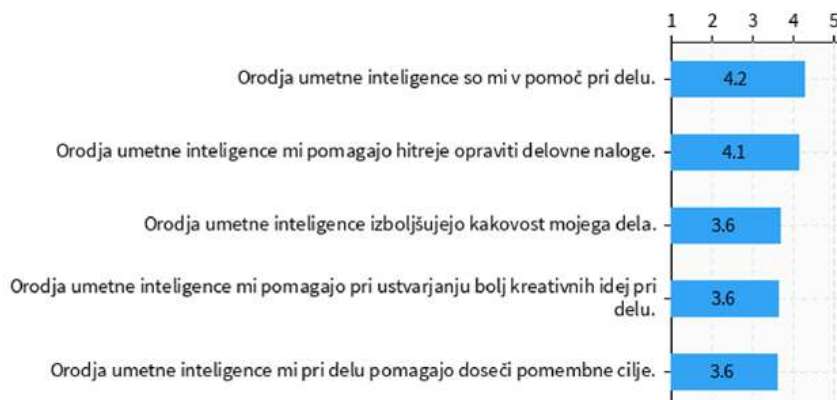 1 2 3 4 5
Orodja umetne inteligence so mi v pomoč pri delu.
4.2
Orodja umetne inteligence mi pomagajo hitreje opraviti delovne naloge.
4.1
Orodja umetne inteligence izboljšujejo kakovost mojega dela.
3.6
Orodja umetne inteligence mi pomagajo pri ustvarjanju bolj kreativnih idej pri
delu.
3.6
Orodja umetne inteligence mi pri delu pomagajo doseči pomembne cilje.
3.6